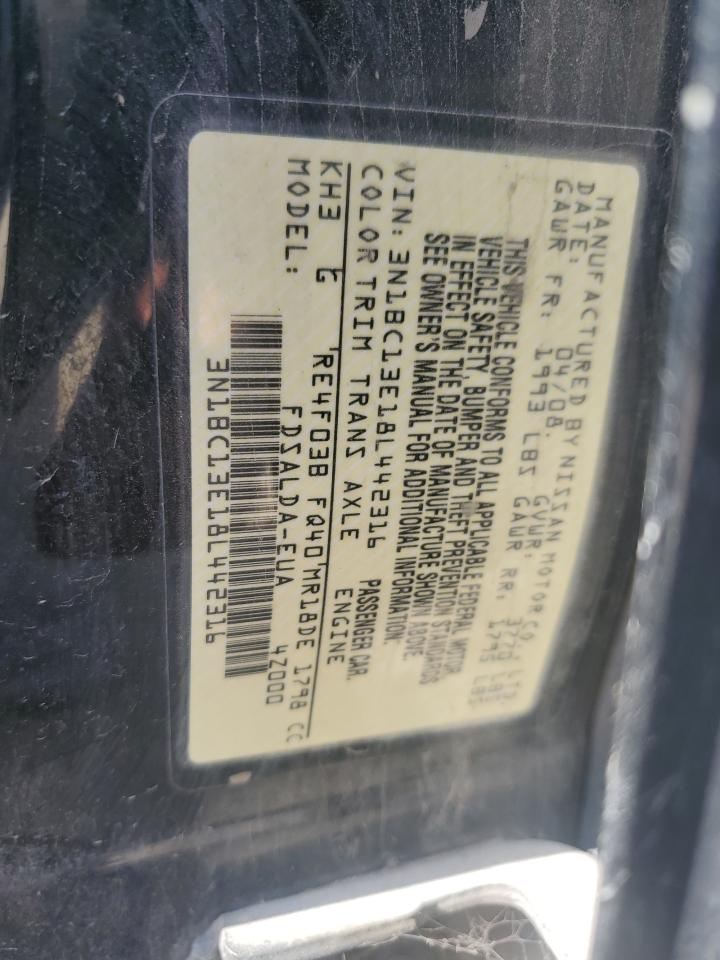 MANUFACTURED BY NISSAN MOTOR CO., LTD.
DATE: 04/08. GVWR: 3770 LBS
GAWR FR: 1993 LBS GAWR RR: 1795 LBS
THIS VEHICLE CONFORMS TO ALL APPLICABLE FEDERAL MOTOR
VEHICLE SAFETY, BUMPER AND THEFT PREVENTION STANDARDS
IN EFFECT ON THE DATE OF MANUFACTURE SHOWN ABOVE.
SEE OWNER'S MANUAL FOR ADDITIONAL INFORMATION.
VIN: 3N1BC13E18L442316 PASSENGER CAR.
COLOR TRIM TRANS AXLE ENGINE
KH3 G 'RE4F03B FQ40'MR18DE 1798 CC
MODEL: FDSALDA-EUA 4Z000
3N1BC13E18L442316